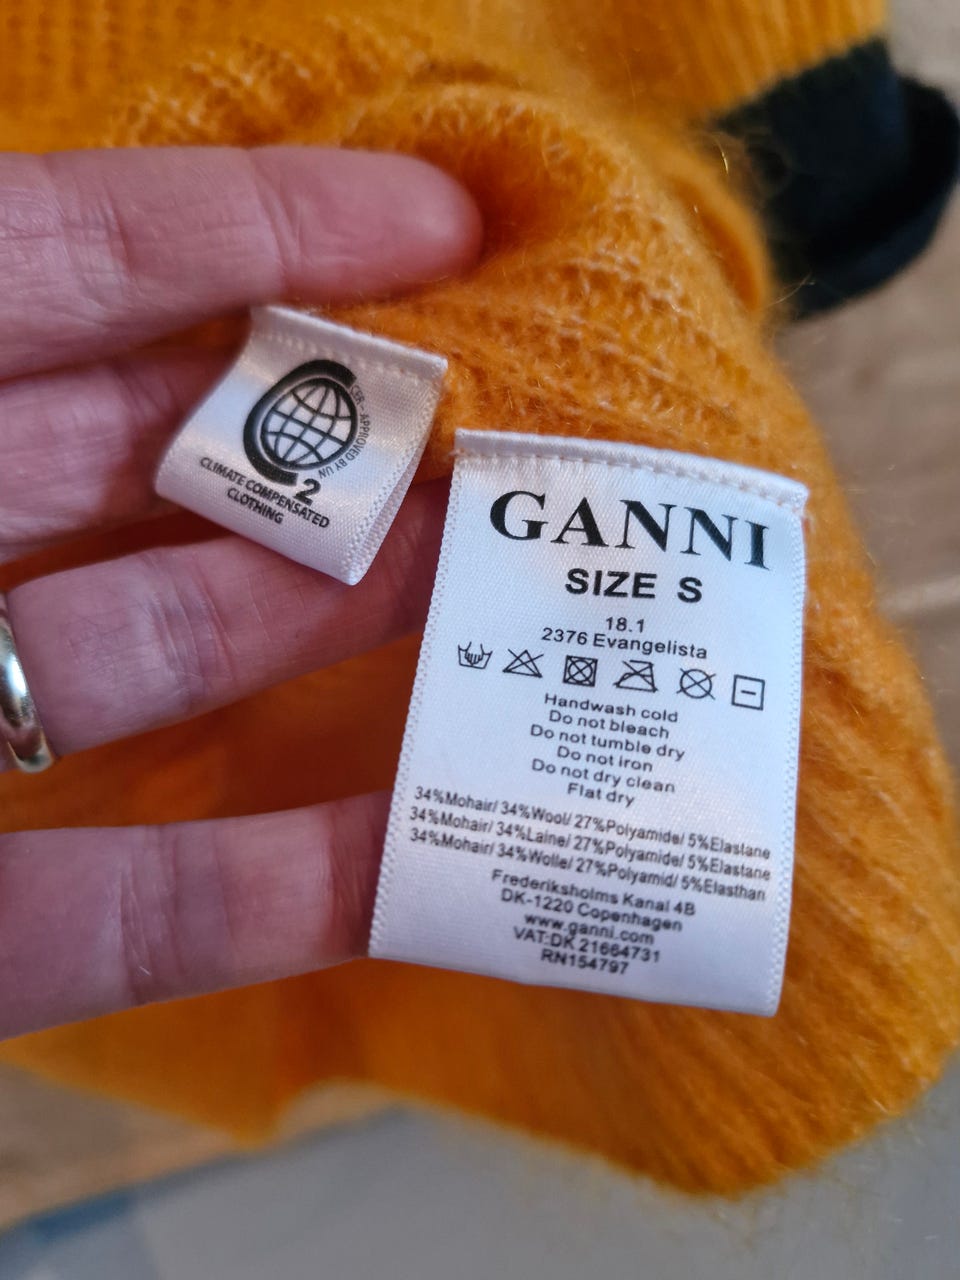 CER - APPROVED BY UN
2
CLIMATE COMPENSATED
CLOTHING
GANNI
SIZE S
18.1
2376 Evangelista
Handwash cold
Do not bleach
Do not tumble dry
Do not iron
Do not dry clean
Flat dry
34%Mohair/ 34%Wool/ 27%Polyamide/ 5%Elastane
34%Mohair/ 34%Laine/ 27%Polyamide/ 5%Elastane
34%Mohair/ 34%Wolle/ 27%Polyamid/ 5%Elasthan
Frederiksholms Kanal 4B
DK-1220 Copenhagen
www.ganni.com
VAT:DK 21664731
RN154797